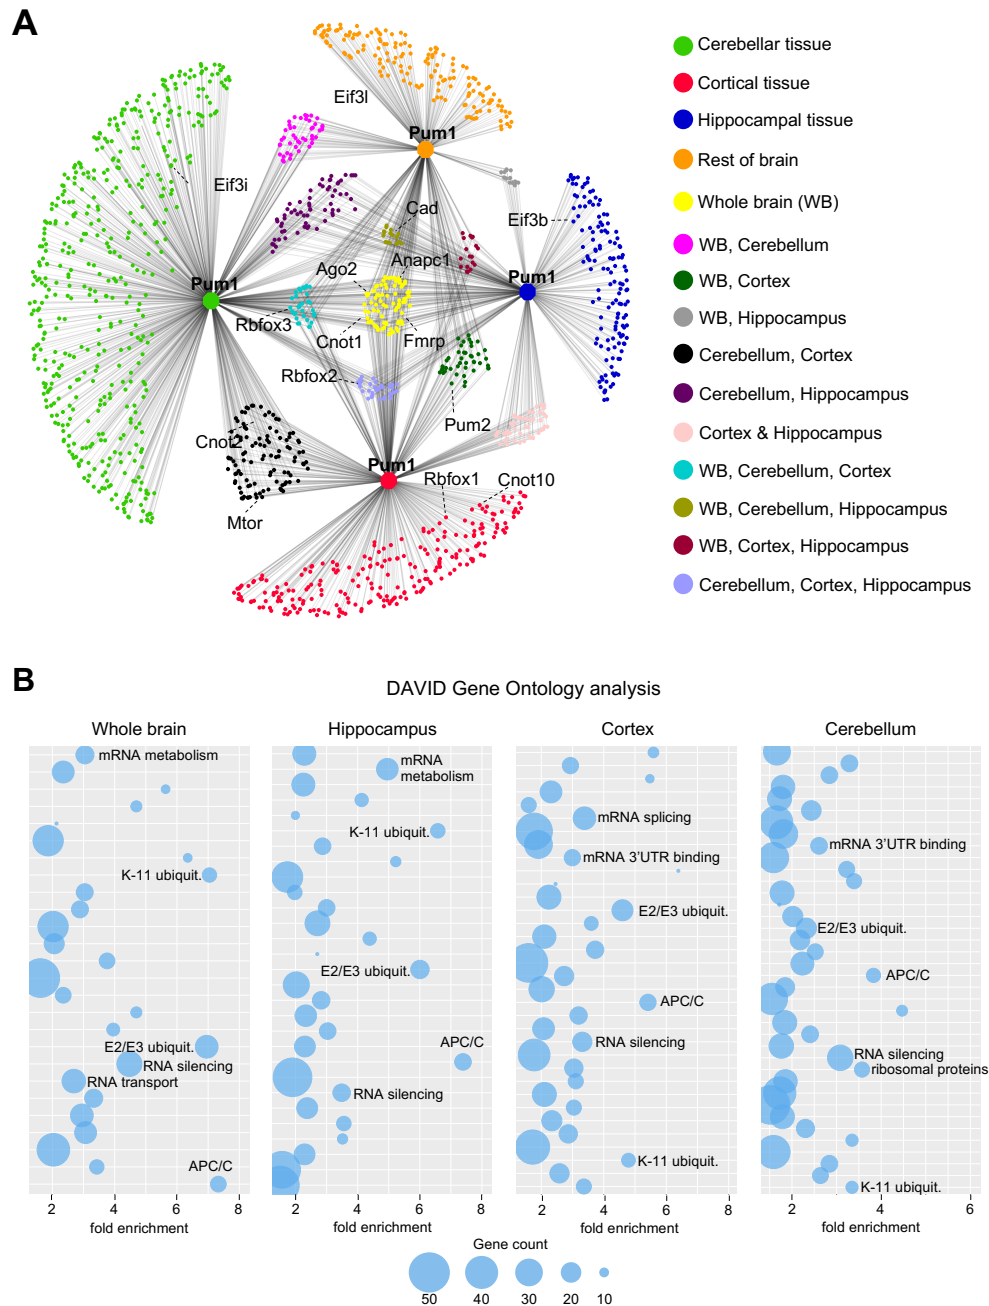 A
Cerebellar tissue
Cortical tissue
Hippocampal tissue
Rest of brain
Whole brain (WB)
WB, Cerebellum
WB, Cortex
WB, Hippocampus
Cerebellum, Cortex
Cerebellum, Hippocampus
Cortex & Hippocampus
WB, Cerebellum, Cortex
WB, Cerebellum, Hippocampus
WB, Cortex, Hippocampus
Cerebellum, Cortex, Hippocampus
Eif3l
Pum1
Eif3i
Cad
Eif3b
Ago2
Anapc1
Pum1
Pum1
Rbfox3
Cnot1
Fmrp
Rbfox2
Pum2
Cnot2
Pum1
Rbfox1
Cnot10
Mtor
B
DAVID Gene Ontology analysis
Whole brain
mRNA metabolism
K-11 ubiquit.
E2/E3 ubiquit.
RNA silencing
RNA transport
APC/C
2 4 6 8
fold enrichment
Hippocampus
mRNA
metabolism
K-11 ubiquit.
E2/E3 ubiquit.
APC/C
RNA silencing
2 4 6 8
fold enrichment
Cortex
mRNA splicing
mRNA 3'UTR binding
E2/E3 ubiquit.
APC/C
RNA silencing
K-11 ubiquit.
2 4 6 8
fold enrichment
Cerebellum
mRNA 3'UTR binding
E2/E3 ubiquit.
APC/C
RNA silencing
ribosomal proteins
K-11 ubiquit.
2 4 6
fold enrichment
Gene count
50 40 30 20 10